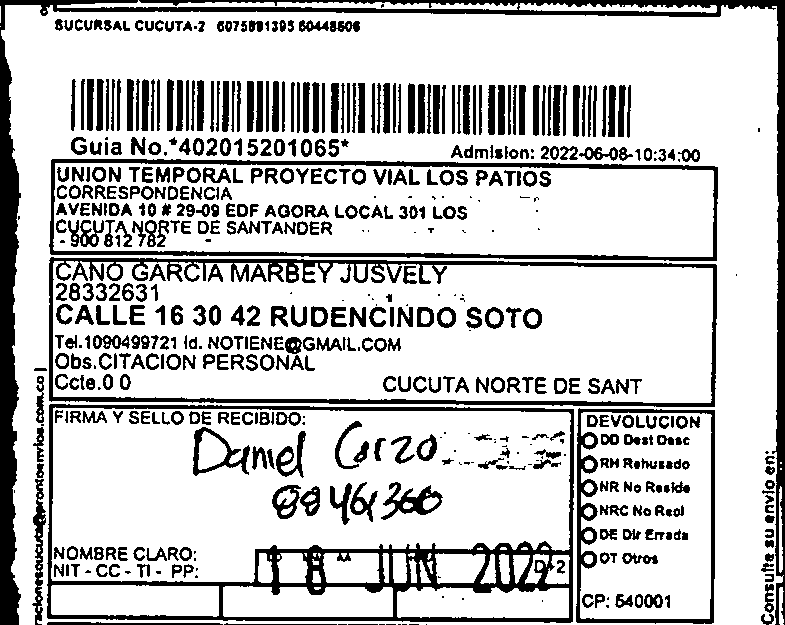 SUCURSAL CUCUTA-2 6075891395 60448606
Guia No.*402015201065*
Admision: 2022-06-08-10:34:00
UNION TEMPORAL PROYECTO VIAL LOS PATIOS
CORRESPONDENCIA
AVENIDA 10 # 29-09 EDF AGORA LOCAL 301 LOS
CUCUTA NORTE DE SANTANDER
- 900 812 782 -
CANO GARCIA MARBEY JUSVELY
28332631
CALLE 16 30 42 RUDENCINDO SOTO
Tel.1090499721 Id. NOTIENE@GMAIL.COM
Obs.CITACION PERSONAL
Ccte.0 0
CUCUTA NORTE DE SANT
FIRMA Y SELLO DE RECIBIDO:
Daniel Corzo
88461360
NOMBRE CLARO:
NIT - CC - TI - PP:
18 JUN 2022
D-2
DEVOLUCION
DD Dest Desc
RH Rehusado
NR No Reside
NRC No Recl
DE Dir Errada
OT Otros
CP: 540001
Consulte su envio en: